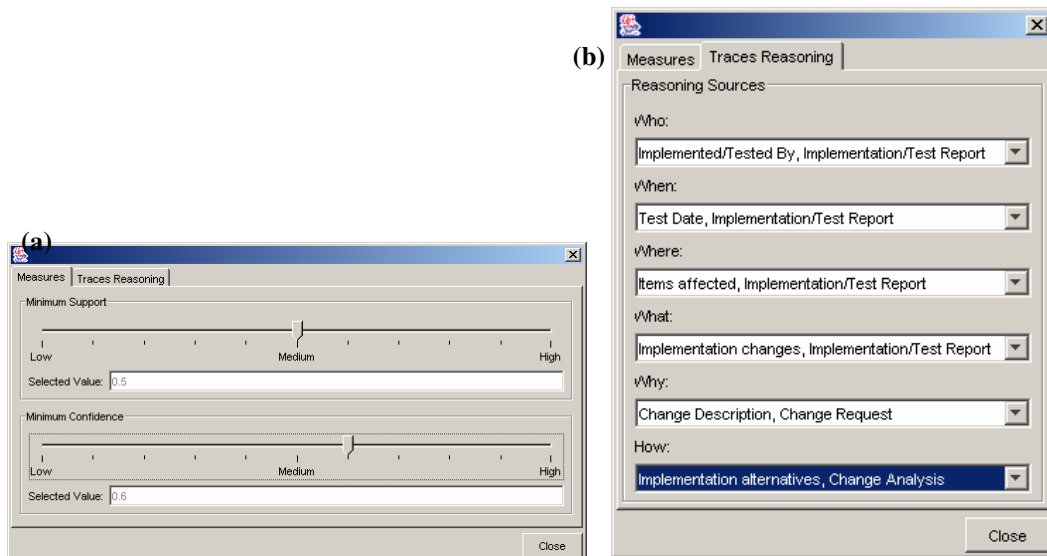 (a)
Measures Traces Reasoning
Minimum Support
Low Medium High
Selected Value: 0.5
Minimum Confidence
Low Medium High
Selected Value: 0.6
Close
(b)
Measures Traces Reasoning
Reasoning Sources
Who:
Implemented/Tested By, Implementation/Test Report
When:
Test Date, Implementation/Test Report
Where:
Items affected, Implementation/Test Report
What:
Implementation changes, Implementation/Test Report
Why:
Change Description, Change Request
How:
Implementation alternatives, Change Analysis
Close